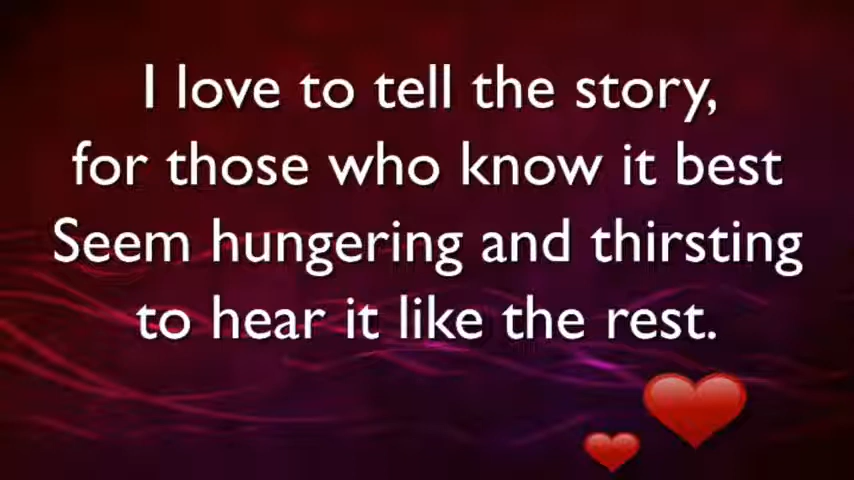 I love to tell the story,
for those who know it best
Seem hungering and thirsting
to hear it like the rest.